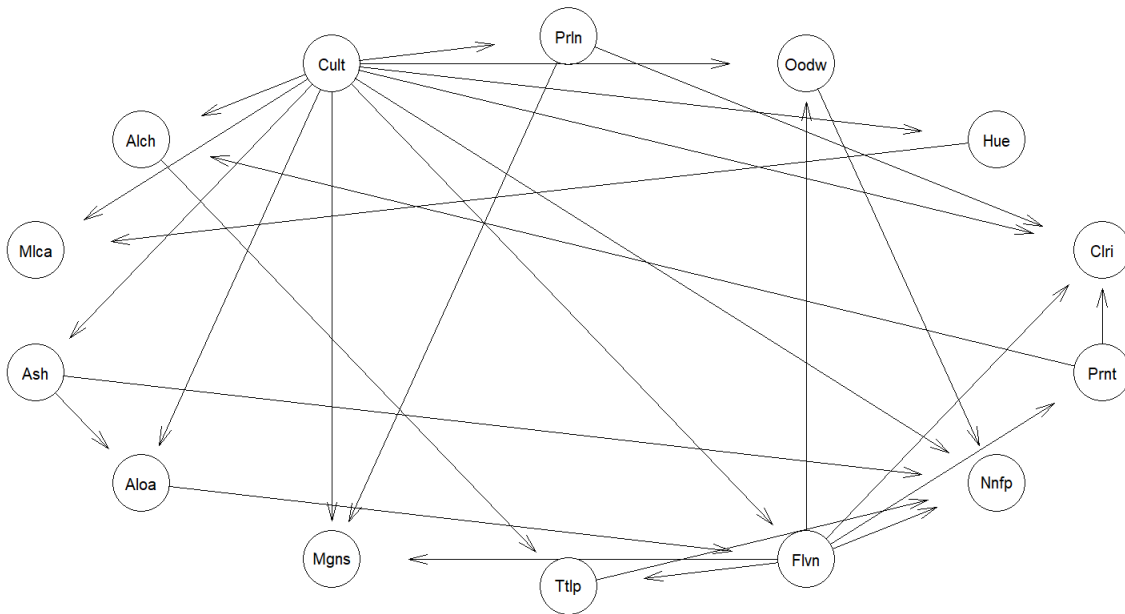 Prln
Cult
Oodw
Alch
Hue
Mlca
Clri
Ash
Prnt
Aloa
Nnfp
Mgns
Flvn
Ttlp